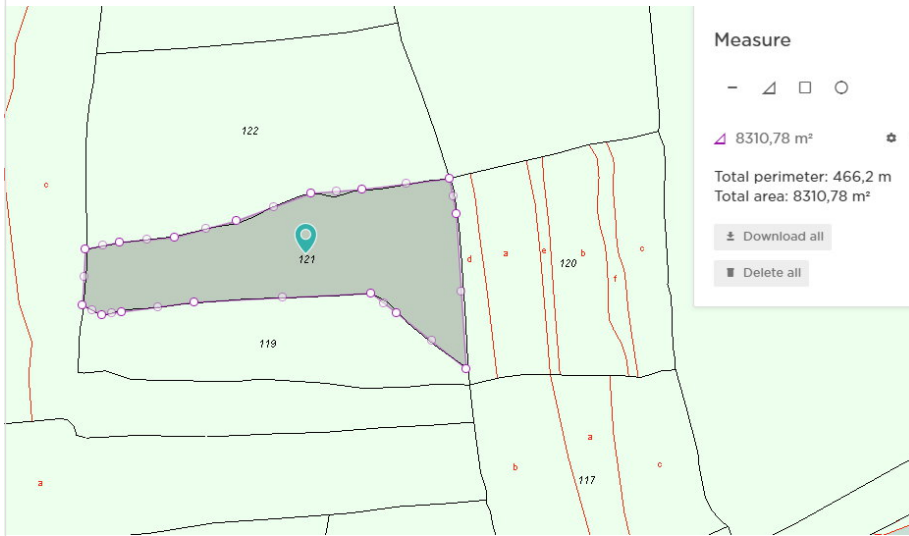 Measure
8310,78 m²
Total perimeter: 466,2 m
Total area: 8310,78 m²
Download all
Delete all
122
c
121
d
a
e
b
120
f
c
119
a
b
a
117
c